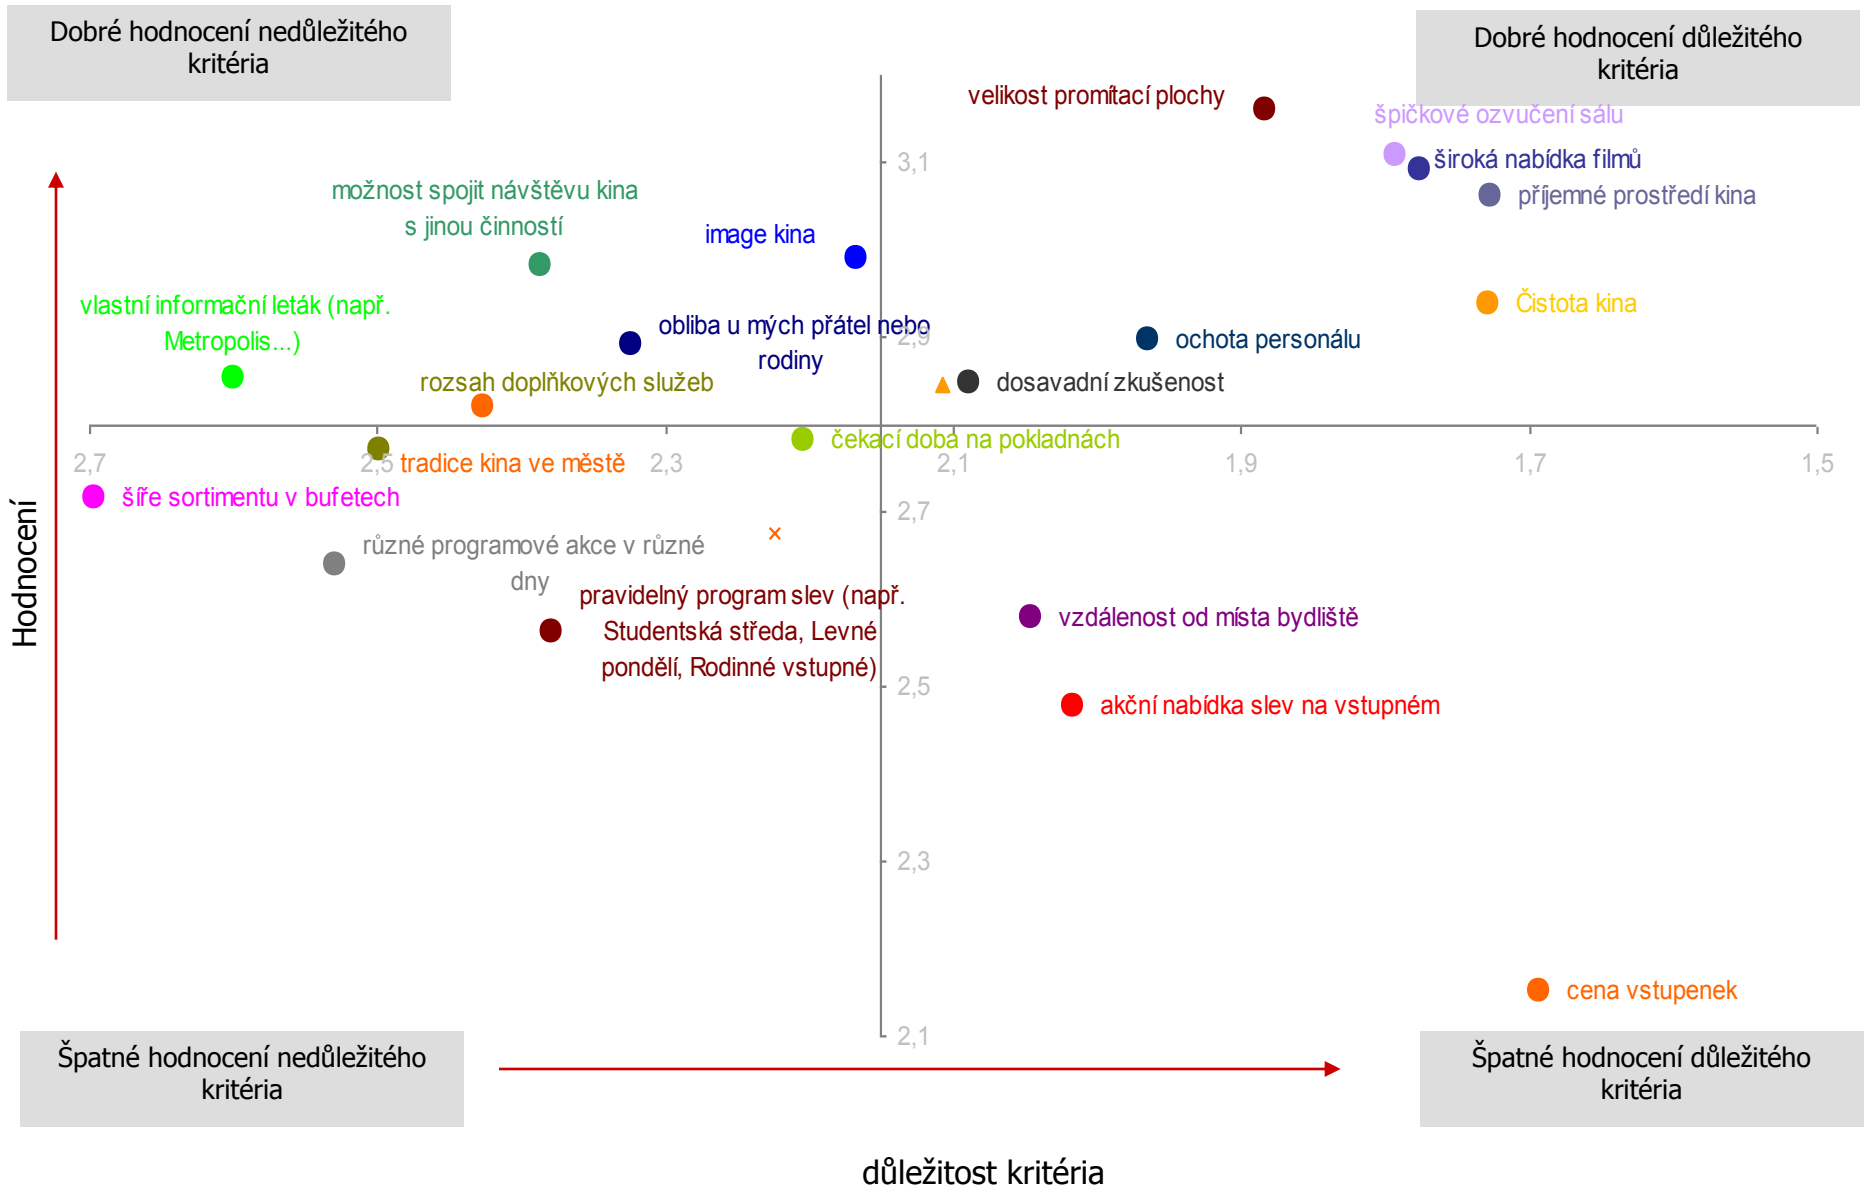 Dobré hodnocení nedůležitého
kritéria
Dobré hodnocení důležitého
kritéria
velikost promítací plochy
špičkové ozvučení sálu
3,1
široká nabídka filmů
možnost spojit návštěvu kina
s jinou činností
příjemné prostředí kina
image kina
vlastní informační leták (např.
Metropolis...)
Čistota kina
obliba u mých přátel nebo
rodiny
2,9
ochota personálu
rozsah doplňkových služeb
dosavadní zkušenost
čekací doba na pokladnách
2,7
2,5
tradice kina ve městě
2,3
2,1
1,9
1,7
1,5
šíře sortimentu v bufetech
2,7
Hodnocení
různé programové akce v různé
dny
pravidelný program slev (např.
Studentská středa, Levné
pondělí, Rodinné vstupné)
vzdálenost od místa bydliště
2,5
akční nabídka slev na vstupném
2,3
cena vstupenek
2,1
Špatné hodnocení nedůležitého
kritéria
Špatné hodnocení důležitého
kritéria
důležitost kritéria